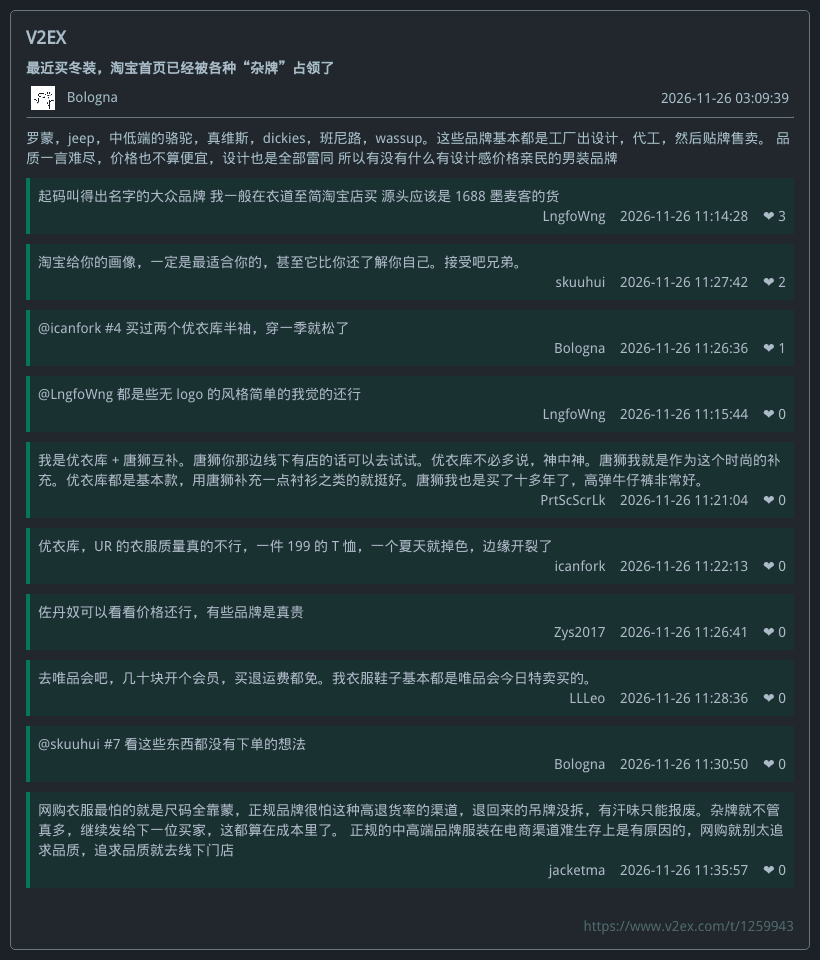 V2EX
最近买冬装，淘宝首页已经被各种“杂牌”占领了
Bologna 2026-11-26 03:09:39
罗蒙，jeep，中低端的骆驼，真维斯，dickies，班尼路，wassup。这些品牌基本都是工厂出设计，代工，然后贴牌售卖。 品
质一言难尽，价格也不算便宜，设计也是全部雷同 所以有没有什么有设计感价格亲民的男装品牌
起码叫得出名字的大众品牌 我一般在衣道至简淘宝店买 源头应该是 1688 墨麦客的货
LngfoWng 2026-11-26 11:14:28 ❤ 3
淘宝给你的画像，一定是最适合你的，甚至它比你还了解你自己。接受吧兄弟。
skuuhui 2026-11-26 11:27:42 ❤ 2
@icanfork #4 买过两个优衣库半袖，穿一季就松了
Bologna 2026-11-26 11:26:36 ❤ 1
@LngfoWng 都是些无 logo 的风格简单的我觉的还行
LngfoWng 2026-11-26 11:15:44 ❤ 0
我是优衣库 + 唐狮互补。唐狮你那边线下有店的话可以去试试。优衣库不必多说，神中神。唐狮我就是作为这个时尚的补
充。优衣库都是基本款，用唐狮补充一点衬衫之类的就挺好。唐狮我也是买了十多年了，高弹牛仔裤非常好。
PrtScScrLk 2026-11-26 11:21:04 ❤ 0
优衣库，UR 的衣服质量真的不行，一件 199 的 T 恤，一个夏天就掉色，边缘开裂了
icanfork 2026-11-26 11:22:13 ❤ 0
佐丹奴可以看看价格还行，有些品牌是真贵
Zys2017 2026-11-26 11:26:41 ❤ 0
去唯品会吧，几十块开个会员，买退运费都免。我衣服鞋子基本都是唯品会今日特卖买的。
LLLeo 2026-11-26 11:28:36 ❤ 0
@skuuhui #7 看这些东西都没有下单的想法
Bologna 2026-11-26 11:30:50 ❤ 0
网购衣服最怕的就是尺码全靠蒙，正规品牌很怕这种高退货率的渠道，退回来的吊牌没拆，有汗味只能报废。杂牌就不管
真多，继续发给下一位买家，这都算在成本里了。 正规的中高端品牌服装在电商渠道难生存上是有原因的，网购就别太追
求品质，追求品质就去线下门店
jacketma 2026-11-26 11:35:57 ❤ 0
https://www.v2ex.com/t/1259943